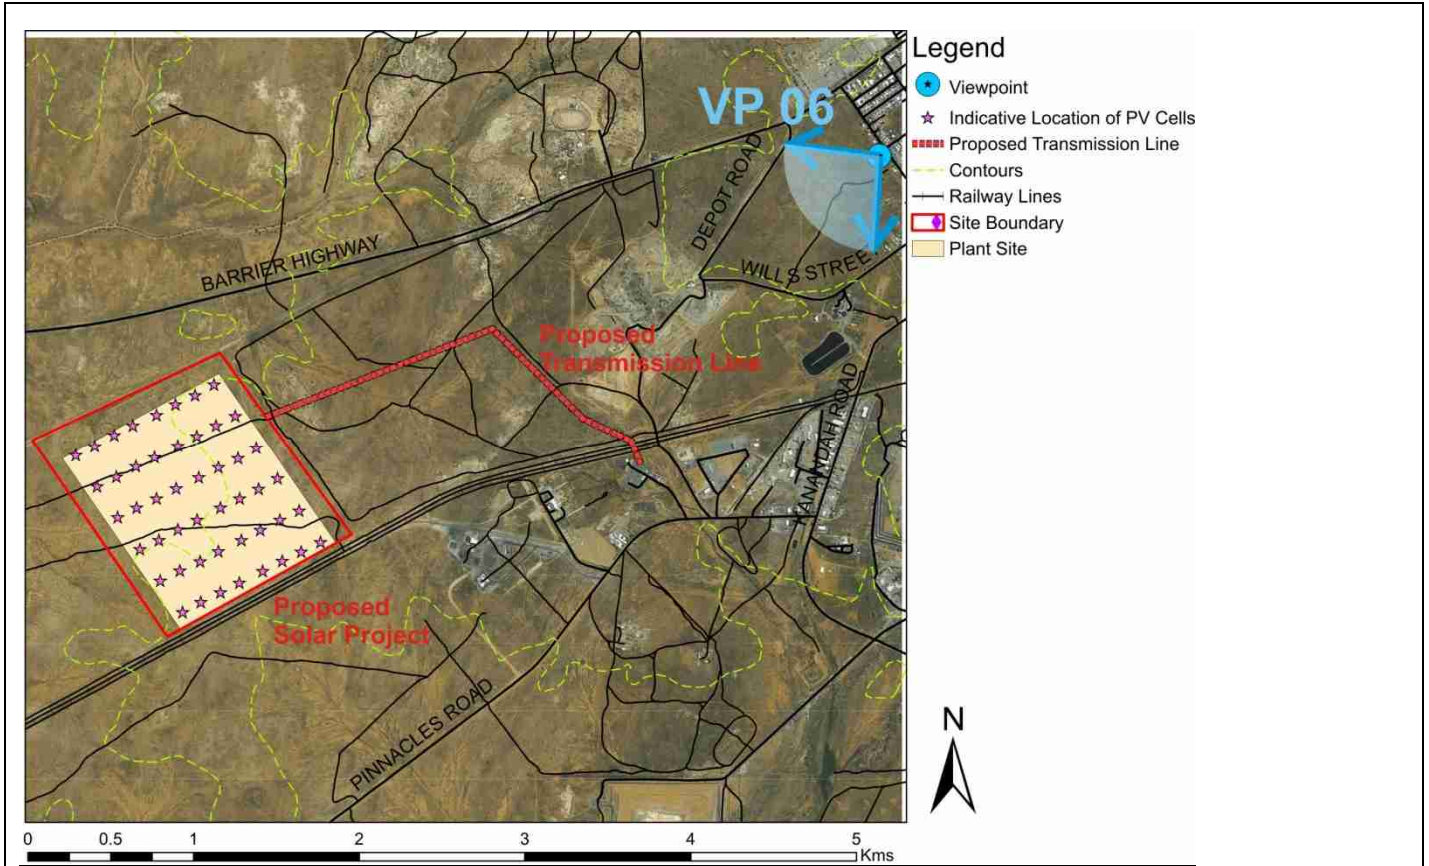 Legend
VP 06
Viewpoint
Indicative Location of PV Cells
Proposed Transmission Line
Contours
Railway Lines
Site Boundary
Plant Site
DEPOT ROAD
BARRIER HIGHWAY
WILLS STREE
Proposed
Transmission Line
KANANDAH ROAD
Proposed
Solar Project
PINNACLES ROAD
N
0 0.5 1 2 3 4 5
Kms